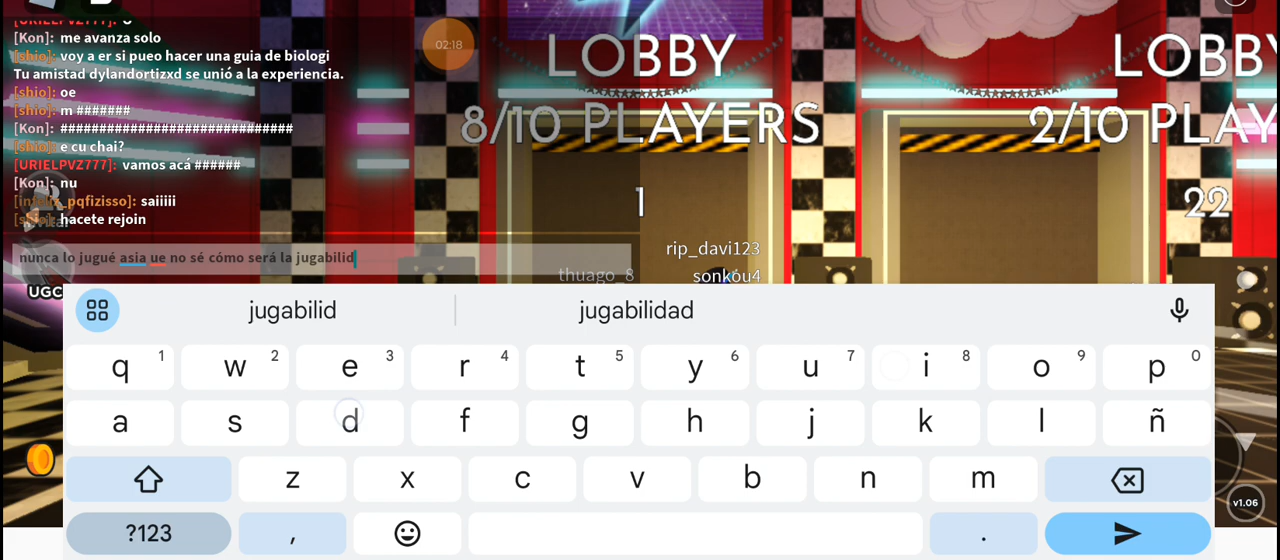 [URIELPVZ777]: U
[Kon]: me avanza solo
[shio]: voy a er si pueo hacer una guia de biologi
Tu amistad dylandortizxd se unió a la experiencia.
[shio]: oe
[shio]: m #######
[Kon]: #############################
[shio]: e cu chai?
[URIELPVZ777]: vamos acá ######
[Kon]: nu
pqfizisso]: saiiiii
[shio]: hacete rejoin
nunca lo jugué asia ue no sé cómo será la jugabilid
UGC
02:18
LOBBY
8/10 PLAYERS
1
rip_davi123
thuago_8
sonkou4
LOBBY
2/10 PLAY
22
jugabilid jugabilidad
q 1 w 2 e 3 r 4 t 5 y 6 u 7 i 8 o 9 p 0
a s d f g h j k l ñ
z x c v b n m
?123 , .
v1.06